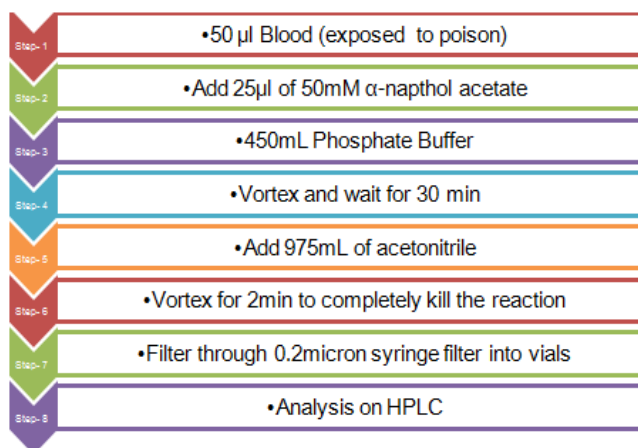 Step- 1
•50 µl Blood (exposed to poison)
Step- 2
•Add 25µl of 50mM α-napthol acetate
Step- 3
•450mL Phosphate Buffer
Step- 4
•Vortex and wait for 30 min
Step- 5
•Add 975mL of acetonitrile
Step- 6
•Vortex for 2min to completely kill the reaction
Step- 7
•Filter through 0.2micron syringe filter into vials
Step- 8
•Analysis on HPLC